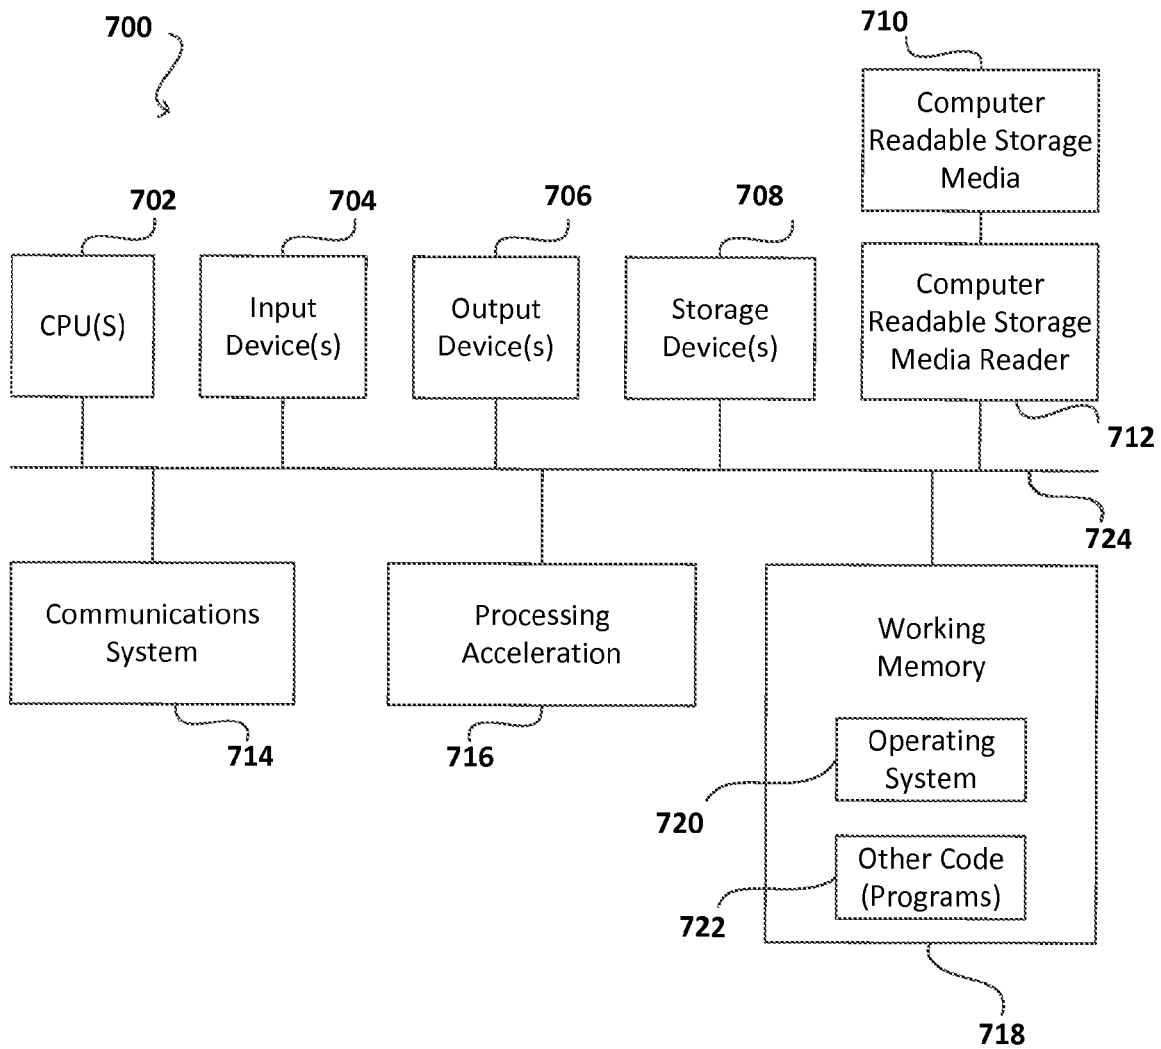 700
710
Computer
Readable Storage
Media
702
704
706
708
CPU(S)
Input
Device(s)
Output
Device(s)
Storage
Device(s)
Computer
Readable Storage
Media Reader
712
724
Communications
System
Processing
Acceleration
Working
Memory
714
716
Operating
System
720
Other Code
(Programs)
722
718